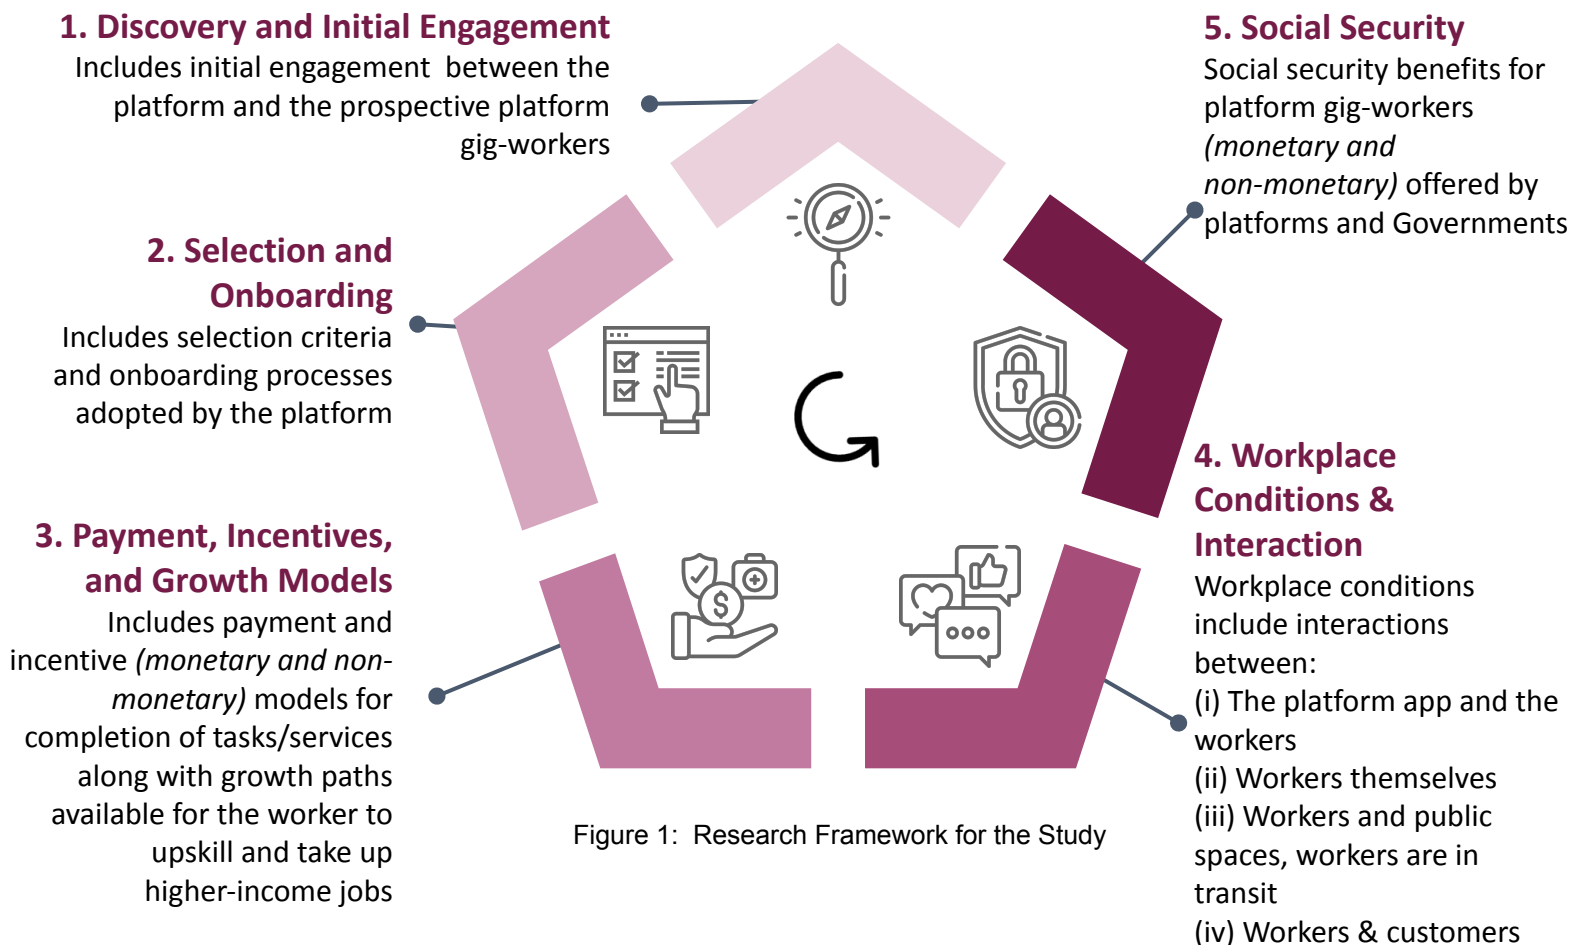 1. Discovery and Initial Engagement
Includes initial engagement between the
platform and the prospective platform
gig-workers
2. Selection and
Onboarding
Includes selection criteria
and onboarding processes
adopted by the platform
3. Payment, Incentives,
and Growth Models
Includes payment and
incentive (monetary and non-
monetary) models for
completion of tasks/services
along with growth paths
available for the worker to
upskill and take up
higher-income jobs
4. Workplace
Conditions &
Interaction
Workplace conditions
include interactions
between:
(i) The platform app and the
workers
(ii) Workers themselves
(iii) Workers and public
spaces, workers are in
transit
(iv) Workers & customers
5. Social Security
Social security benefits for
platform gig-workers
(monetary and
non-monetary) offered by
platforms and Governments
$
Figure 1: Research Framework for the Study